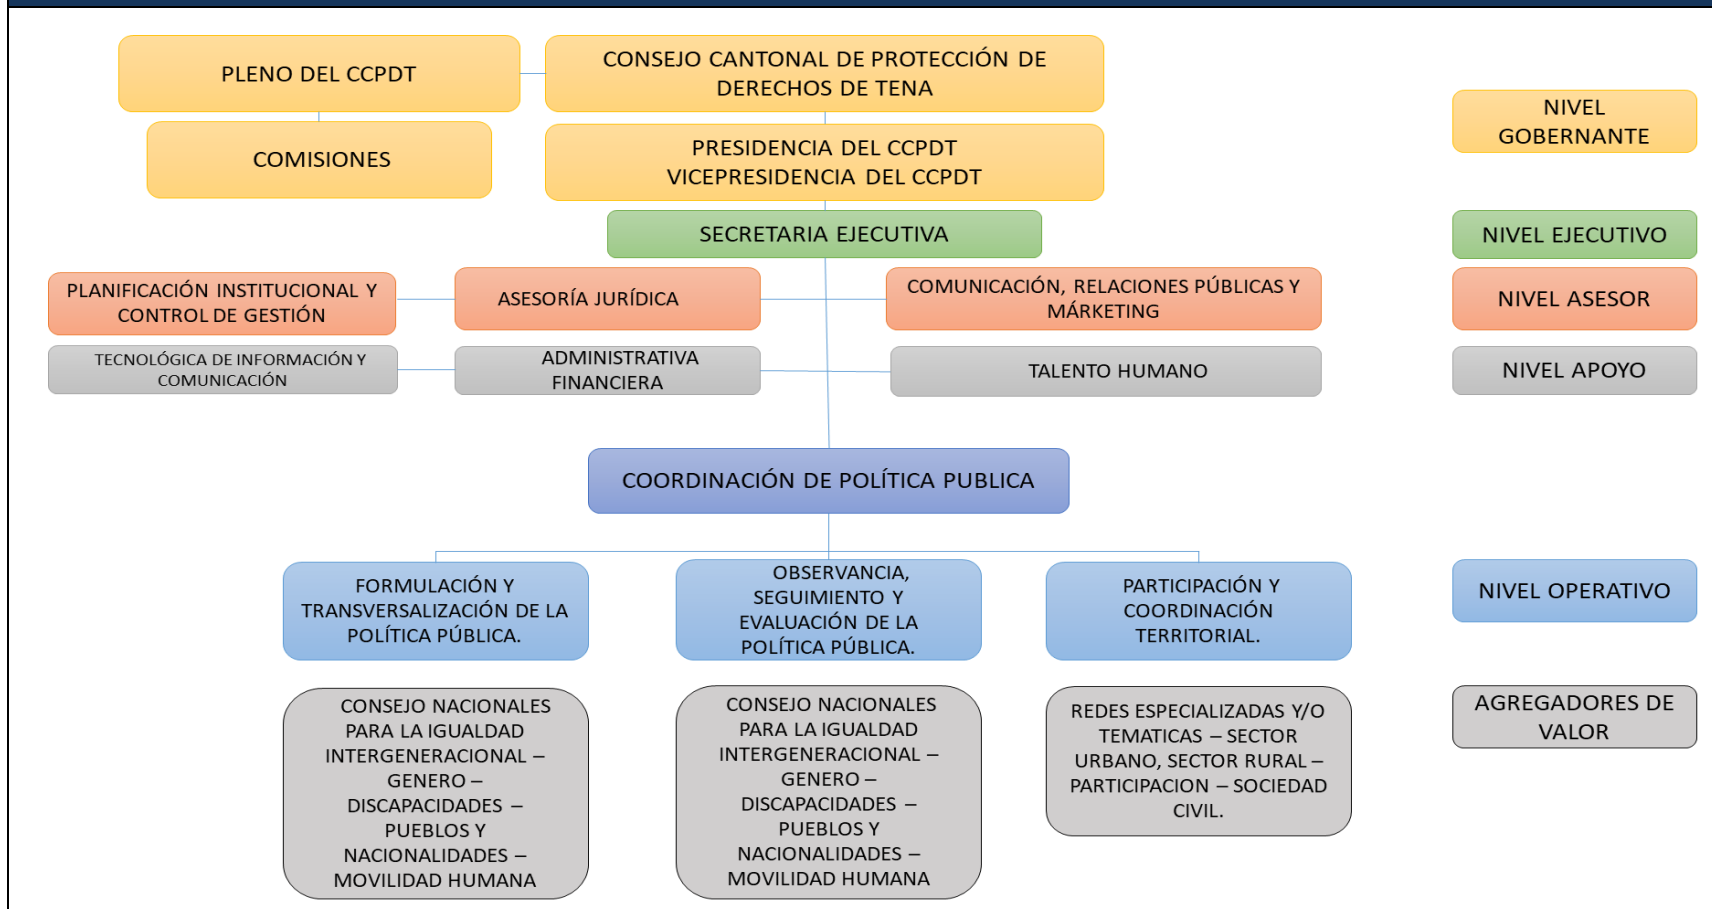 PLENO DEL CCPDT
CONSEJO CANTONAL DE PROTECCIÓN DE
DERECHOS DE TENA
NIVEL
GOBERNANTE
COMISIONES
PRESIDENCIA DEL CCPDT
VICEPRESIDENCIA DEL CCPDT
SECRETARIA EJECUTIVA
NIVEL EJECUTIVO
PLANIFICACIÓN INSTITUCIONAL Y
CONTROL DE GESTIÓN
ASESORÍA JURÍDICA
COMUNICACIÓN, RELACIONES PÚBLICAS Y
MÁRKETING
NIVEL ASESOR
TECNOLÓGICA DE INFORMACIÓN Y
COMUNICACIÓN
ADMINISTRATIVA
FINANCIERA
TALENTO HUMANO
NIVEL APOYO
COORDINACIÓN DE POLÍTICA PUBLICA
FORMULACIÓN Y
TRANSVERSALIZACIÓN DE LA
POLÍTICA PÚBLICA.
OBSERVANCIA,
SEGUIMIENTO Y
EVALUACIÓN DE LA
POLÍTICA PÚBLICA.
PARTICIPACIÓN Y
COORDINACIÓN
TERRITORIAL.
NIVEL OPERATIVO
CONSEJO NACIONALES
PARA LA IGUALDAD
INTERGENERACIONAL –
GENERO –
DISCAPACIDADES –
PUEBLOS Y
NACIONALIDADES –
MOVILIDAD HUMANA
CONSEJO NACIONALES
PARA LA IGUALDAD
INTERGENERACIONAL –
GENERO –
DISCAPACIDADES –
PUEBLOS Y
NACIONALIDADES –
MOVILIDAD HUMANA
REDES ESPECIALIZADAS Y/O
TEMATICAS – SECTOR
URBANO, SECTOR RURAL –
PARTICIPACION – SOCIEDAD
CIVIL.
AGREGADORES DE
VALOR